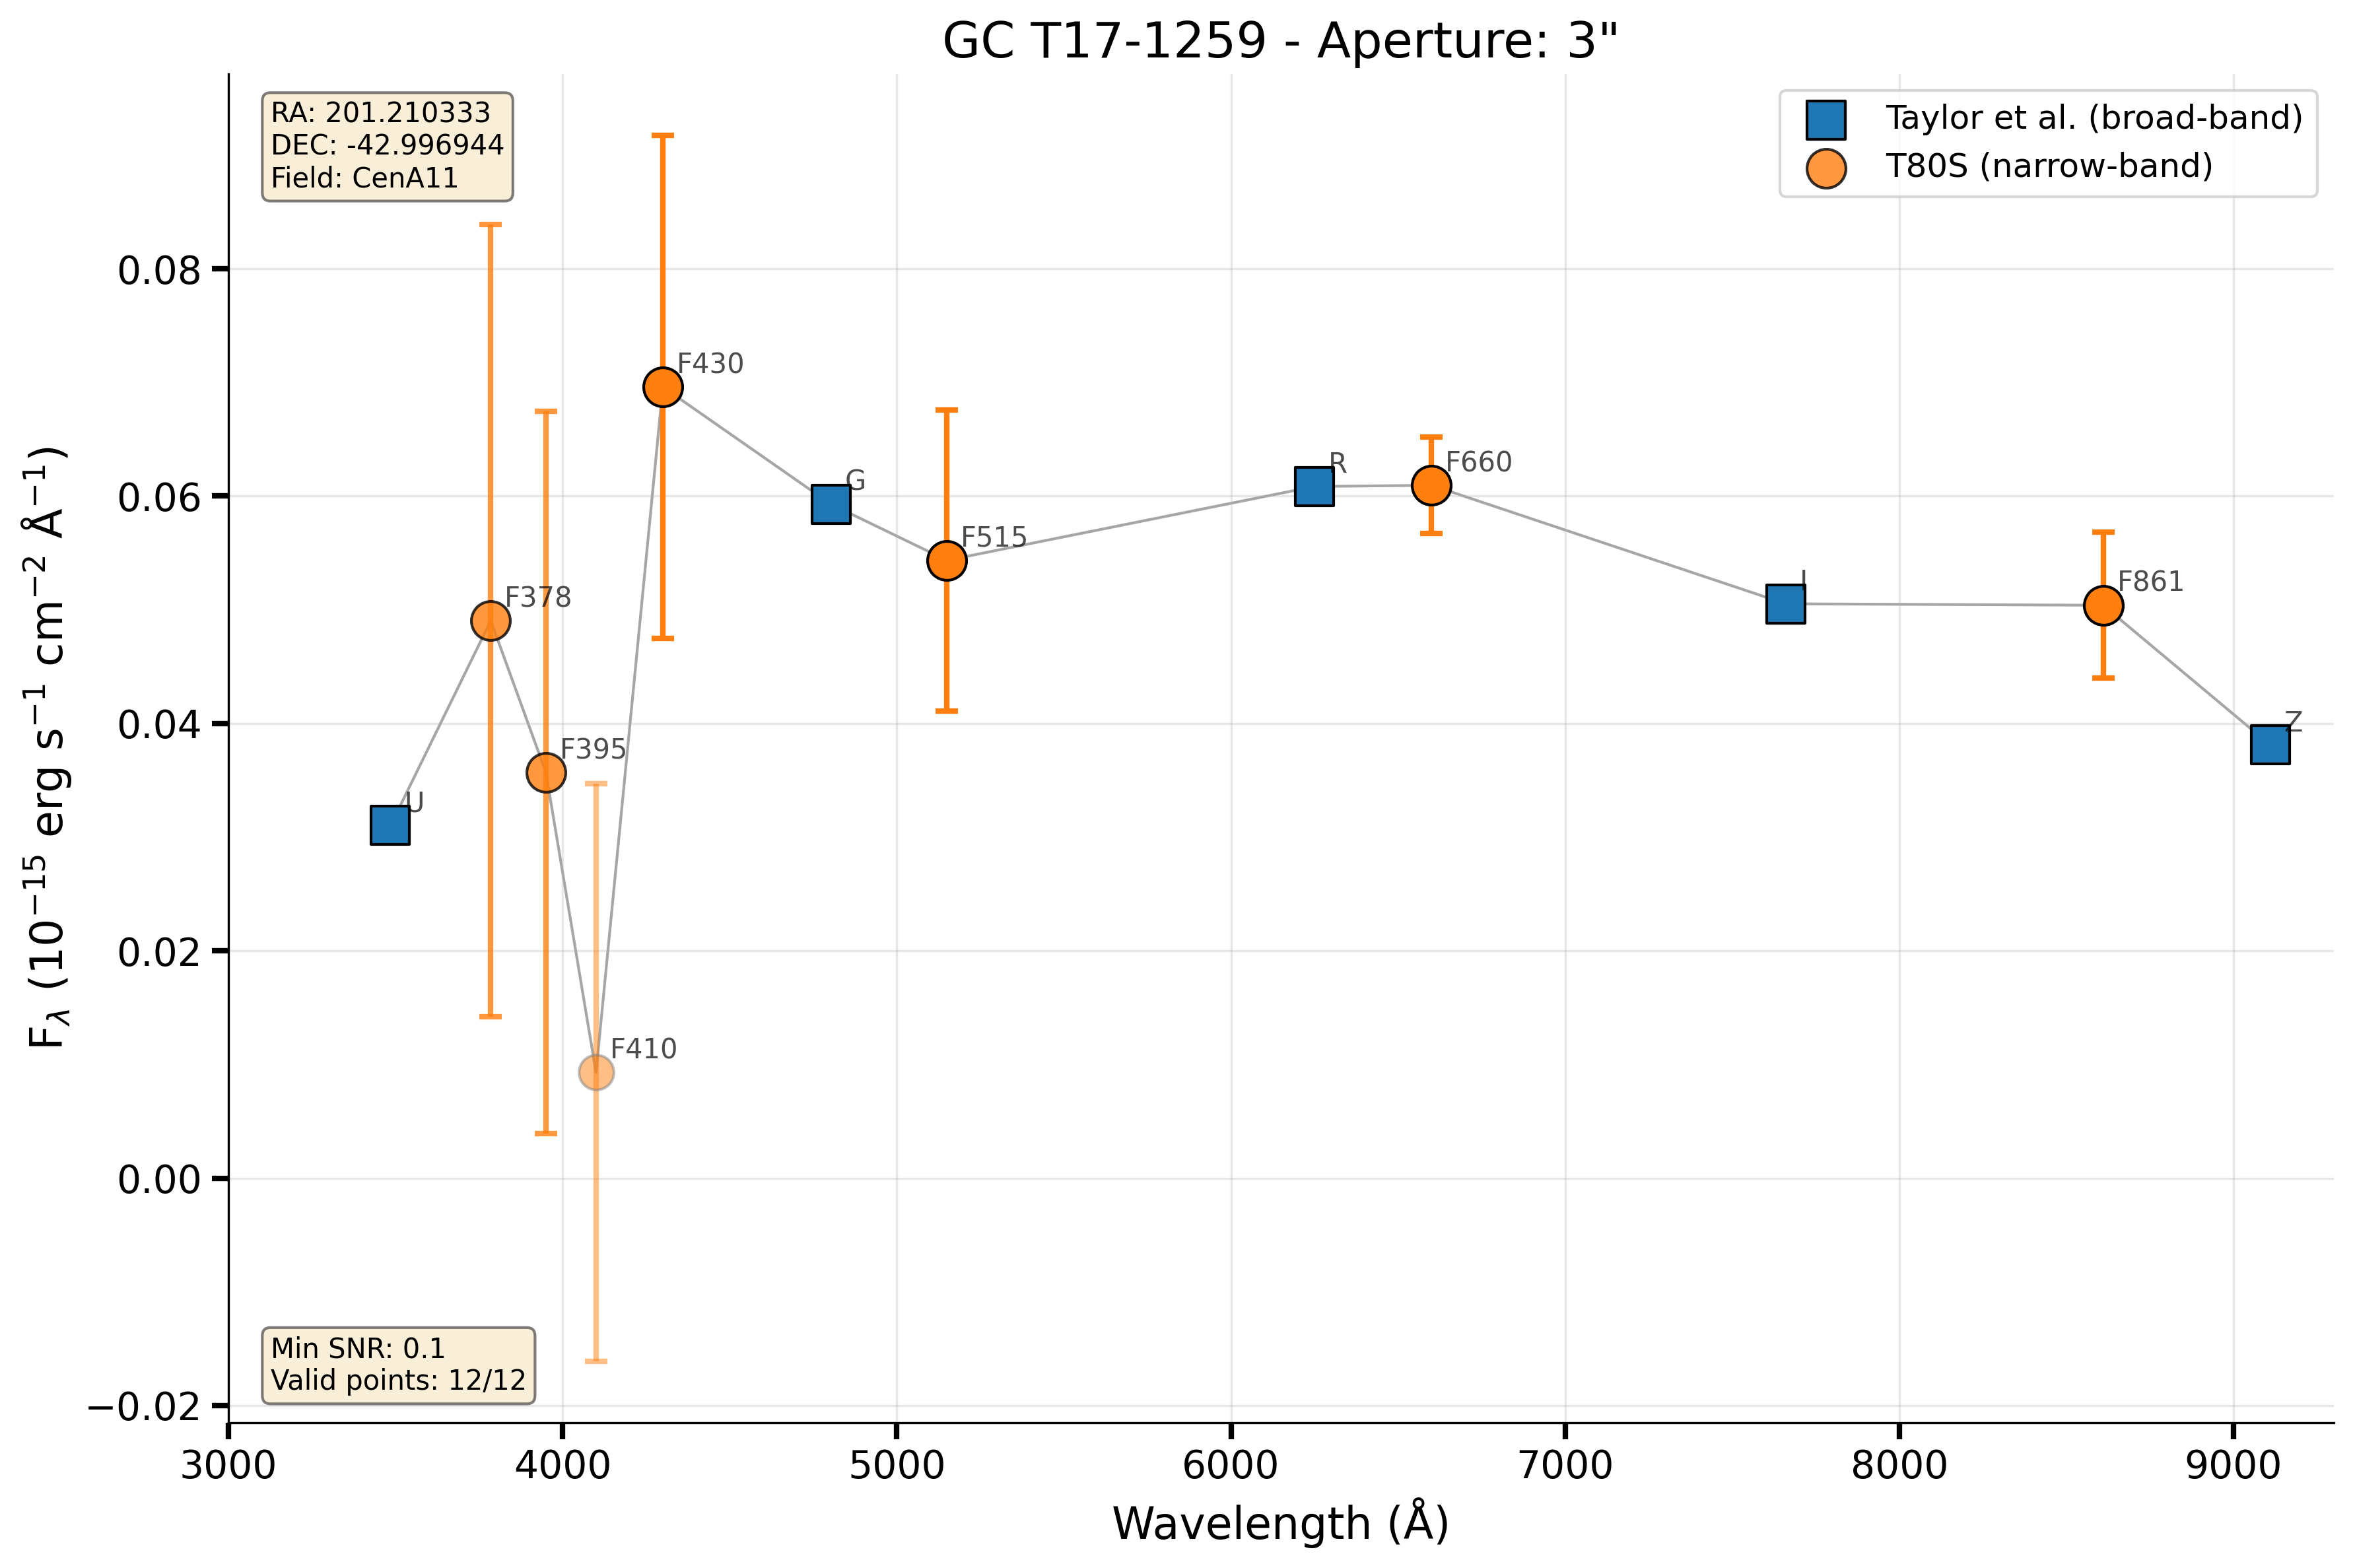 GC T17-1259 - Aperture: 3"
RA: 201.210333
DEC: -42.996944
Field: CenA11
Taylor et al. (broad-band)
T80S (narrow-band)
F430
F378
F395
F410
U
G
F515
R
F660
I
F861
Z
0.08
0.06
0.04
0.02
0.00
−0.02
F_λ (10⁻¹⁵ erg s⁻¹ cm⁻² Å⁻¹)
Min SNR: 0.1
Valid points: 12/12
3000 4000 5000 6000 7000 8000 9000
Wavelength (Å)